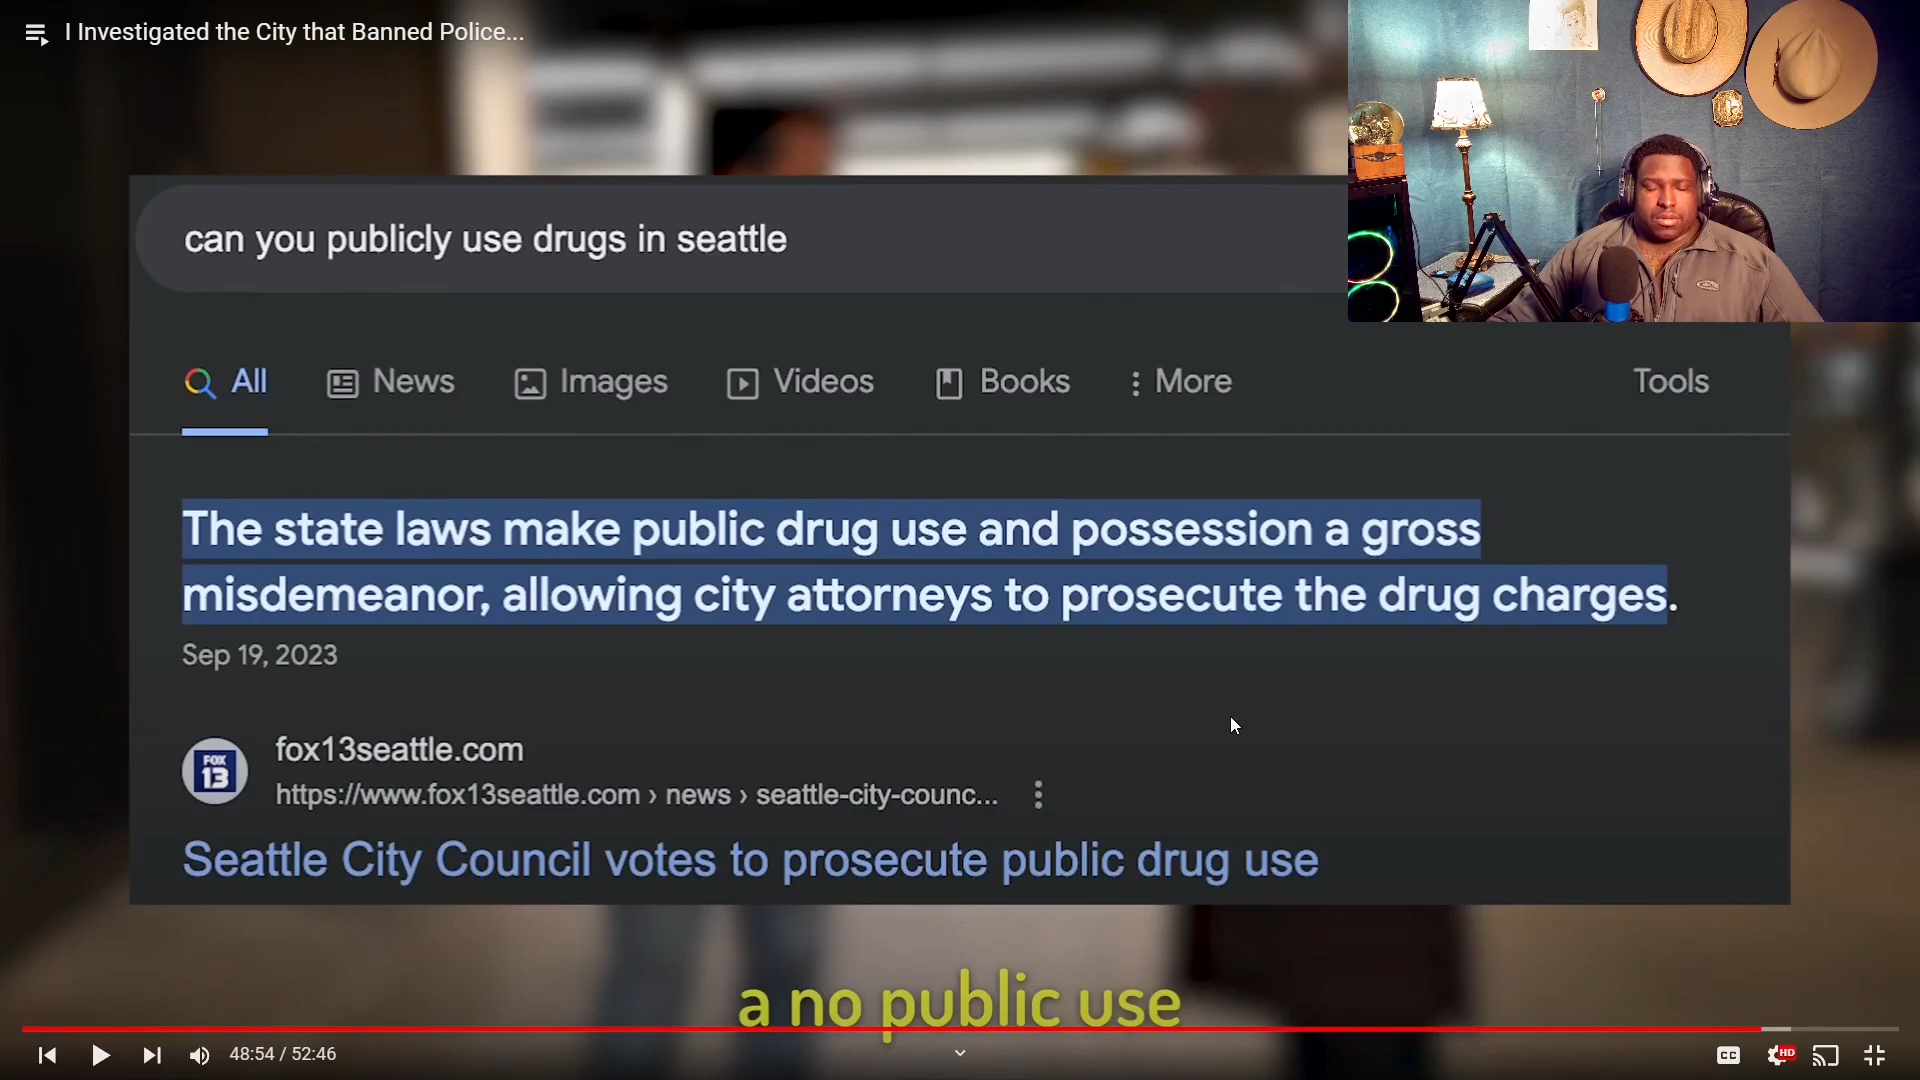 I Investigated the City that Banned Police...
can you publicly use drugs in seattle
All News Images Videos Books More Tools
The state laws make public drug use and possession a gross
misdemeanor, allowing city attorneys to prosecute the drug charges.
Sep 19, 2023
FOX
13
fox13seattle.com
https://www.fox13seattle.com › news › seattle-city-counc...
Seattle City Council votes to prosecute public drug use
a no public use
48:54 / 52:46
CC
HD